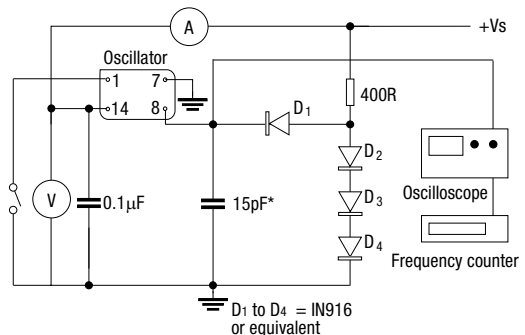 A
+Vs
Oscillator
1
7
14
8
400R
D1
D2
D3
D4
V
0.1μF
15pF*
Oscilloscope
Frequency counter
D1 to D4 = IN916
or equivalent